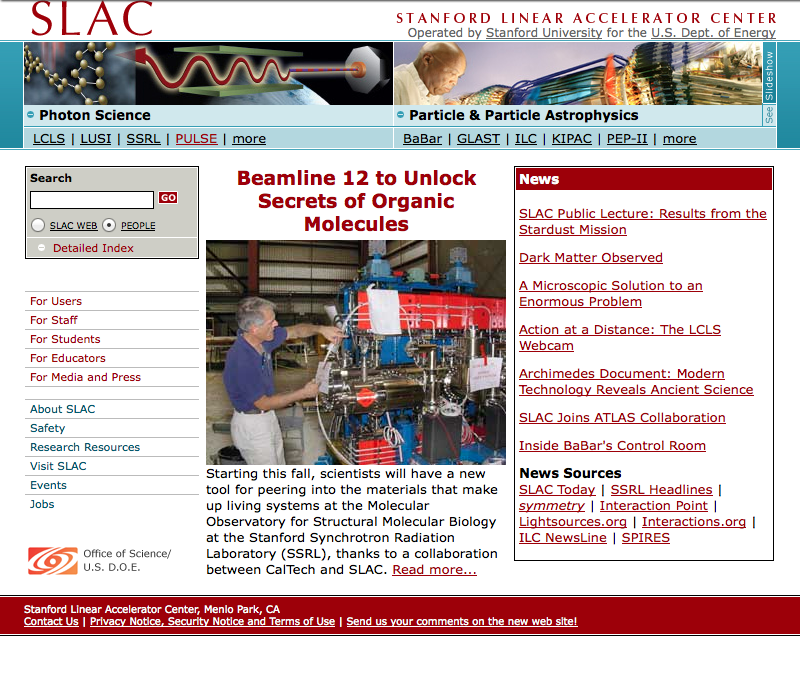 SLAC
STANFORD LINEAR ACCELERATOR CENTER
Operated by Stanford University for the U.S. Dept. of Energy
See Slideshow
Photon Science
LCLS | LUSI | SSRL | PULSE | more
Particle & Particle Astrophysics
BaBar | GLAST | ILC | KIPAC | PEP-II | more
Search
GO
SLAC WEB PEOPLE
Detailed Index
For Users
For Staff
For Students
For Educators
For Media and Press
About SLAC
Safety
Research Resources
Visit SLAC
Events
Jobs
Office of Science/
U.S. D.O.E.
Beamline 12 to Unlock
Secrets of Organic
Molecules
Starting this fall, scientists will have a new
tool for peering into the materials that make
up living systems at the Molecular
Observatory for Structural Molecular Biology
at the Stanford Synchrotron Radiation
Laboratory (SSRL), thanks to a collaboration
between CalTech and SLAC. Read more...
News
SLAC Public Lecture: Results from the
Stardust Mission
Dark Matter Observed
A Microscopic Solution to an
Enormous Problem
Action at a Distance: The LCLS
Webcam
Archimedes Document: Modern
Technology Reveals Ancient Science
SLAC Joins ATLAS Collaboration
Inside BaBar's Control Room
News Sources
SLAC Today | SSRL Headlines |
symmetry | Interaction Point |
Lightsources.org | Interactions.org |
ILC NewsLine | SPIRES
Stanford Linear Accelerator Center, Menlo Park, CA
Contact Us | Privacy Notice, Security Notice and Terms of Use | Send us your comments on the new web site!